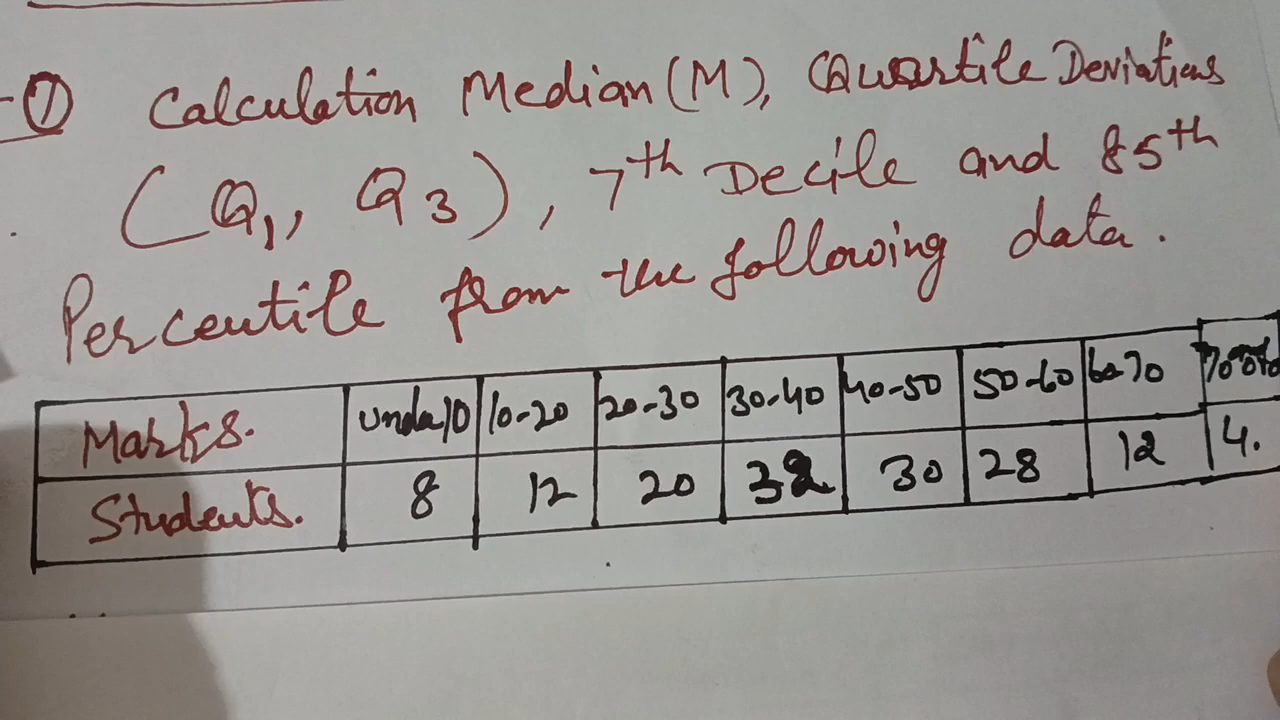 7 Calculation Median (M), Quartile Deviations
(Q1, Q3), 7th Decile and 85th
Percentile from the following data.
Marks. 10 10-20 20-30 30-40 40-50 50-60 60-70
Students. 8 12 20 32 30 28 12 4.